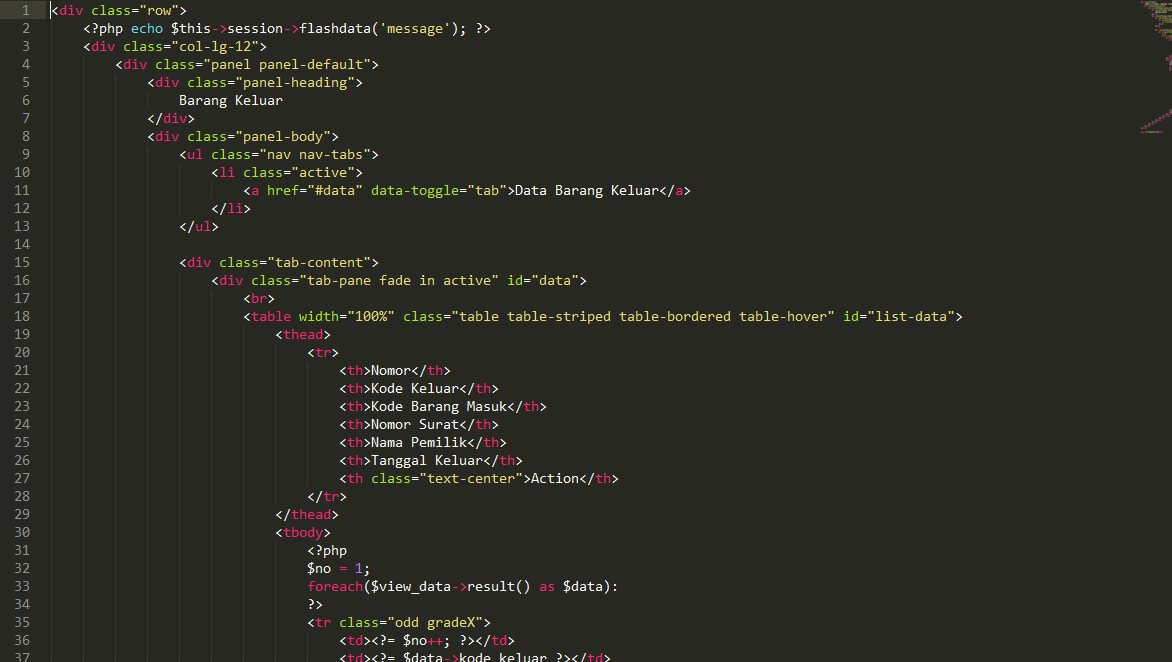 1 <div class="row">
2 <?php echo $this->session->flashdata('message'); ?>
3 <div class="col-lg-12">
4 <div class="panel panel-default">
5 <div class="panel-heading">
6 Barang Keluar
7 </div>
8 <div class="panel-body">
9 <ul class="nav nav-tabs">
10 <li class="active">
11 <a href="#data" data-toggle="tab">Data Barang Keluar</a>
12 </li>
13 </ul>
14
15 <div class="tab-content">
16 <div class="tab-pane fade in active" id="data">
17 <br>
18 <table width="100%" class="table table-striped table-bordered table-hover" id="list-data">
19 <thead>
20 <tr>
21 <th>Nomor</th>
22 <th>Kode Keluar</th>
23 <th>Kode Barang Masuk</th>
24 <th>Nomor Surat</th>
25 <th>Nama Pemilik</th>
26 <th>Tanggal Keluar</th>
27 <th class="text-center">Action</th>
28 </tr>
29 </thead>
30 <tbody>
31 <?php
32 $no = 1;
33 foreach($view_data->result() as $data):
34 ?>
35 <tr class="odd gradeX">
36 <td><?= $no++; ?></td>
37 <td><?= $data->kode_keluar ?></td>